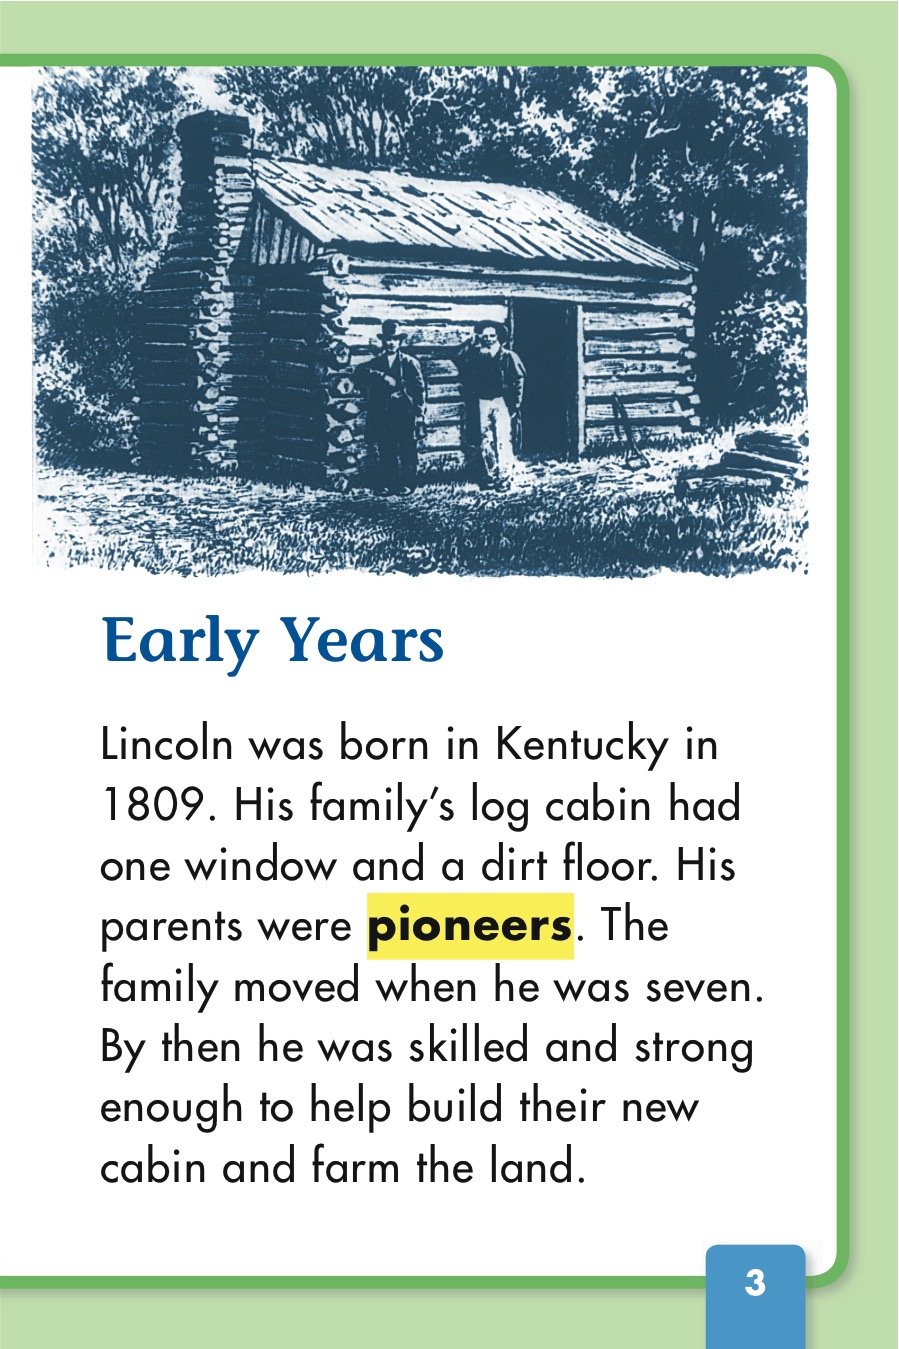 Early Years
Lincoln was born in Kentucky in
1809. His family’s log cabin had
one window and a dirt floor. His
parents were pioneers. The
family moved when he was seven.
By then he was skilled and strong
enough to help build their new
cabin and farm the land.
3